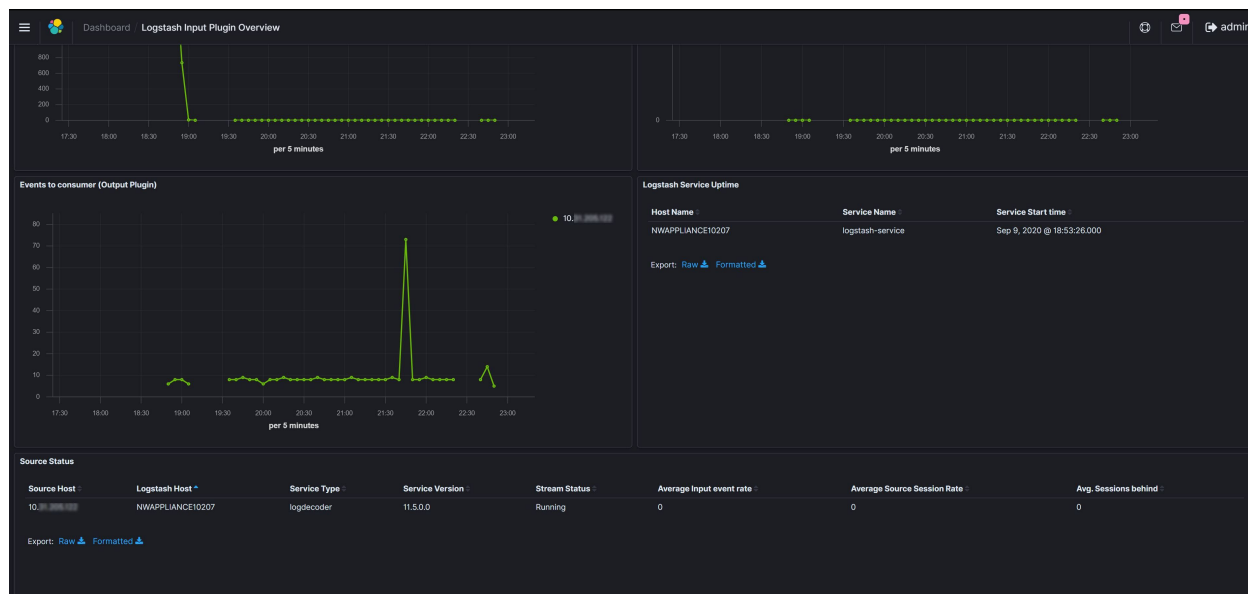 Dashboard / Logstash Input Plugin Overview
admin
800
600
400
200
0
17:30 18:00 18:30 19:00 19:30 20:00 20:30 21:00 21:30 22:00 22:30 23:00
per 5 minutes
0
17:30 18:00 18:30 19:00 19:30 20:00 20:30 21:00 21:30 22:00 22:30 23:00
per 5 minutes
Events to consumer (Output Plugin)
10.
80
70
60
50
40
30
20
10
0
17:30 18:00 18:30 19:00 19:30 20:00 20:30 21:00 21:30 22:00 22:30 23:00
per 5 minutes
Logstash Service Uptime
Host Name Service Name Service Start time
NWAPPLIANCE10207 logstash-service Sep 9, 2020 @ 18:53:26.000
Export: Raw Formatted
Source Status
Source Host Logstash Host Service Type Service Version Stream Status Average Input event rate Average Source Session Rate Avg. Sessions behind
10. NWAPPLIANCE10207 logdecoder 11.5.0.0 Running 0 0 0
Export: Raw Formatted